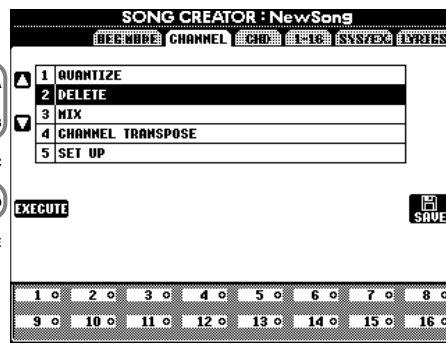 SONG CREATOR : NewSong
REC MODE CHANNEL CHD 1-16 SYS/EX. LYRICS
1 QUANTIZE
2 DELETE
3 MIX
4 CHANNEL TRANSPOSE
5 SET UP
EXECUTE
SAVE
1 2 3 4 5 6 7 8
9 10 11 12 13 14 15 16